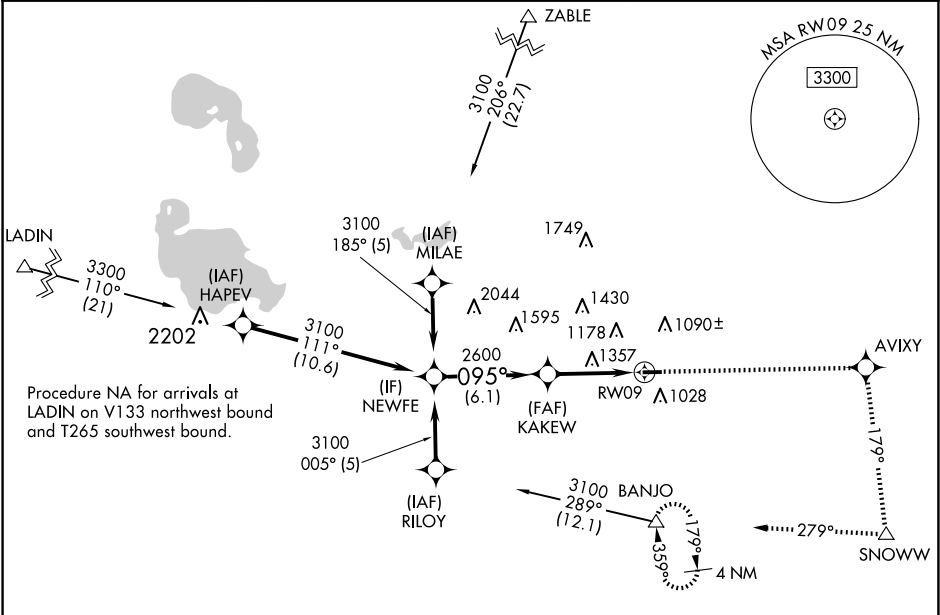 ZABLE
MSA RW09 25 NM
3300
3100
206°
(22.7)
1749
3100
185° (5)
(IAF)
MILAE
LADIN
3300
110°
(21)
(IAF)
HAPEV
2202
2044
1595
1430
1178
1090±
1357
3100
111°
(10.6)
2600
095°
(6.1)
AVIXY
(IF)
NEWFE
(FAF)
KAKEW
RW09
1028
Procedure NA for arrivals at
LADIN on V133 northwest bound
and T265 southwest bound.
3100
005° (5)
(IAF)
RILOY
179°
3100
289°
(12.1)
BANJO
179°
359°
4 NM
279°
SNOWW